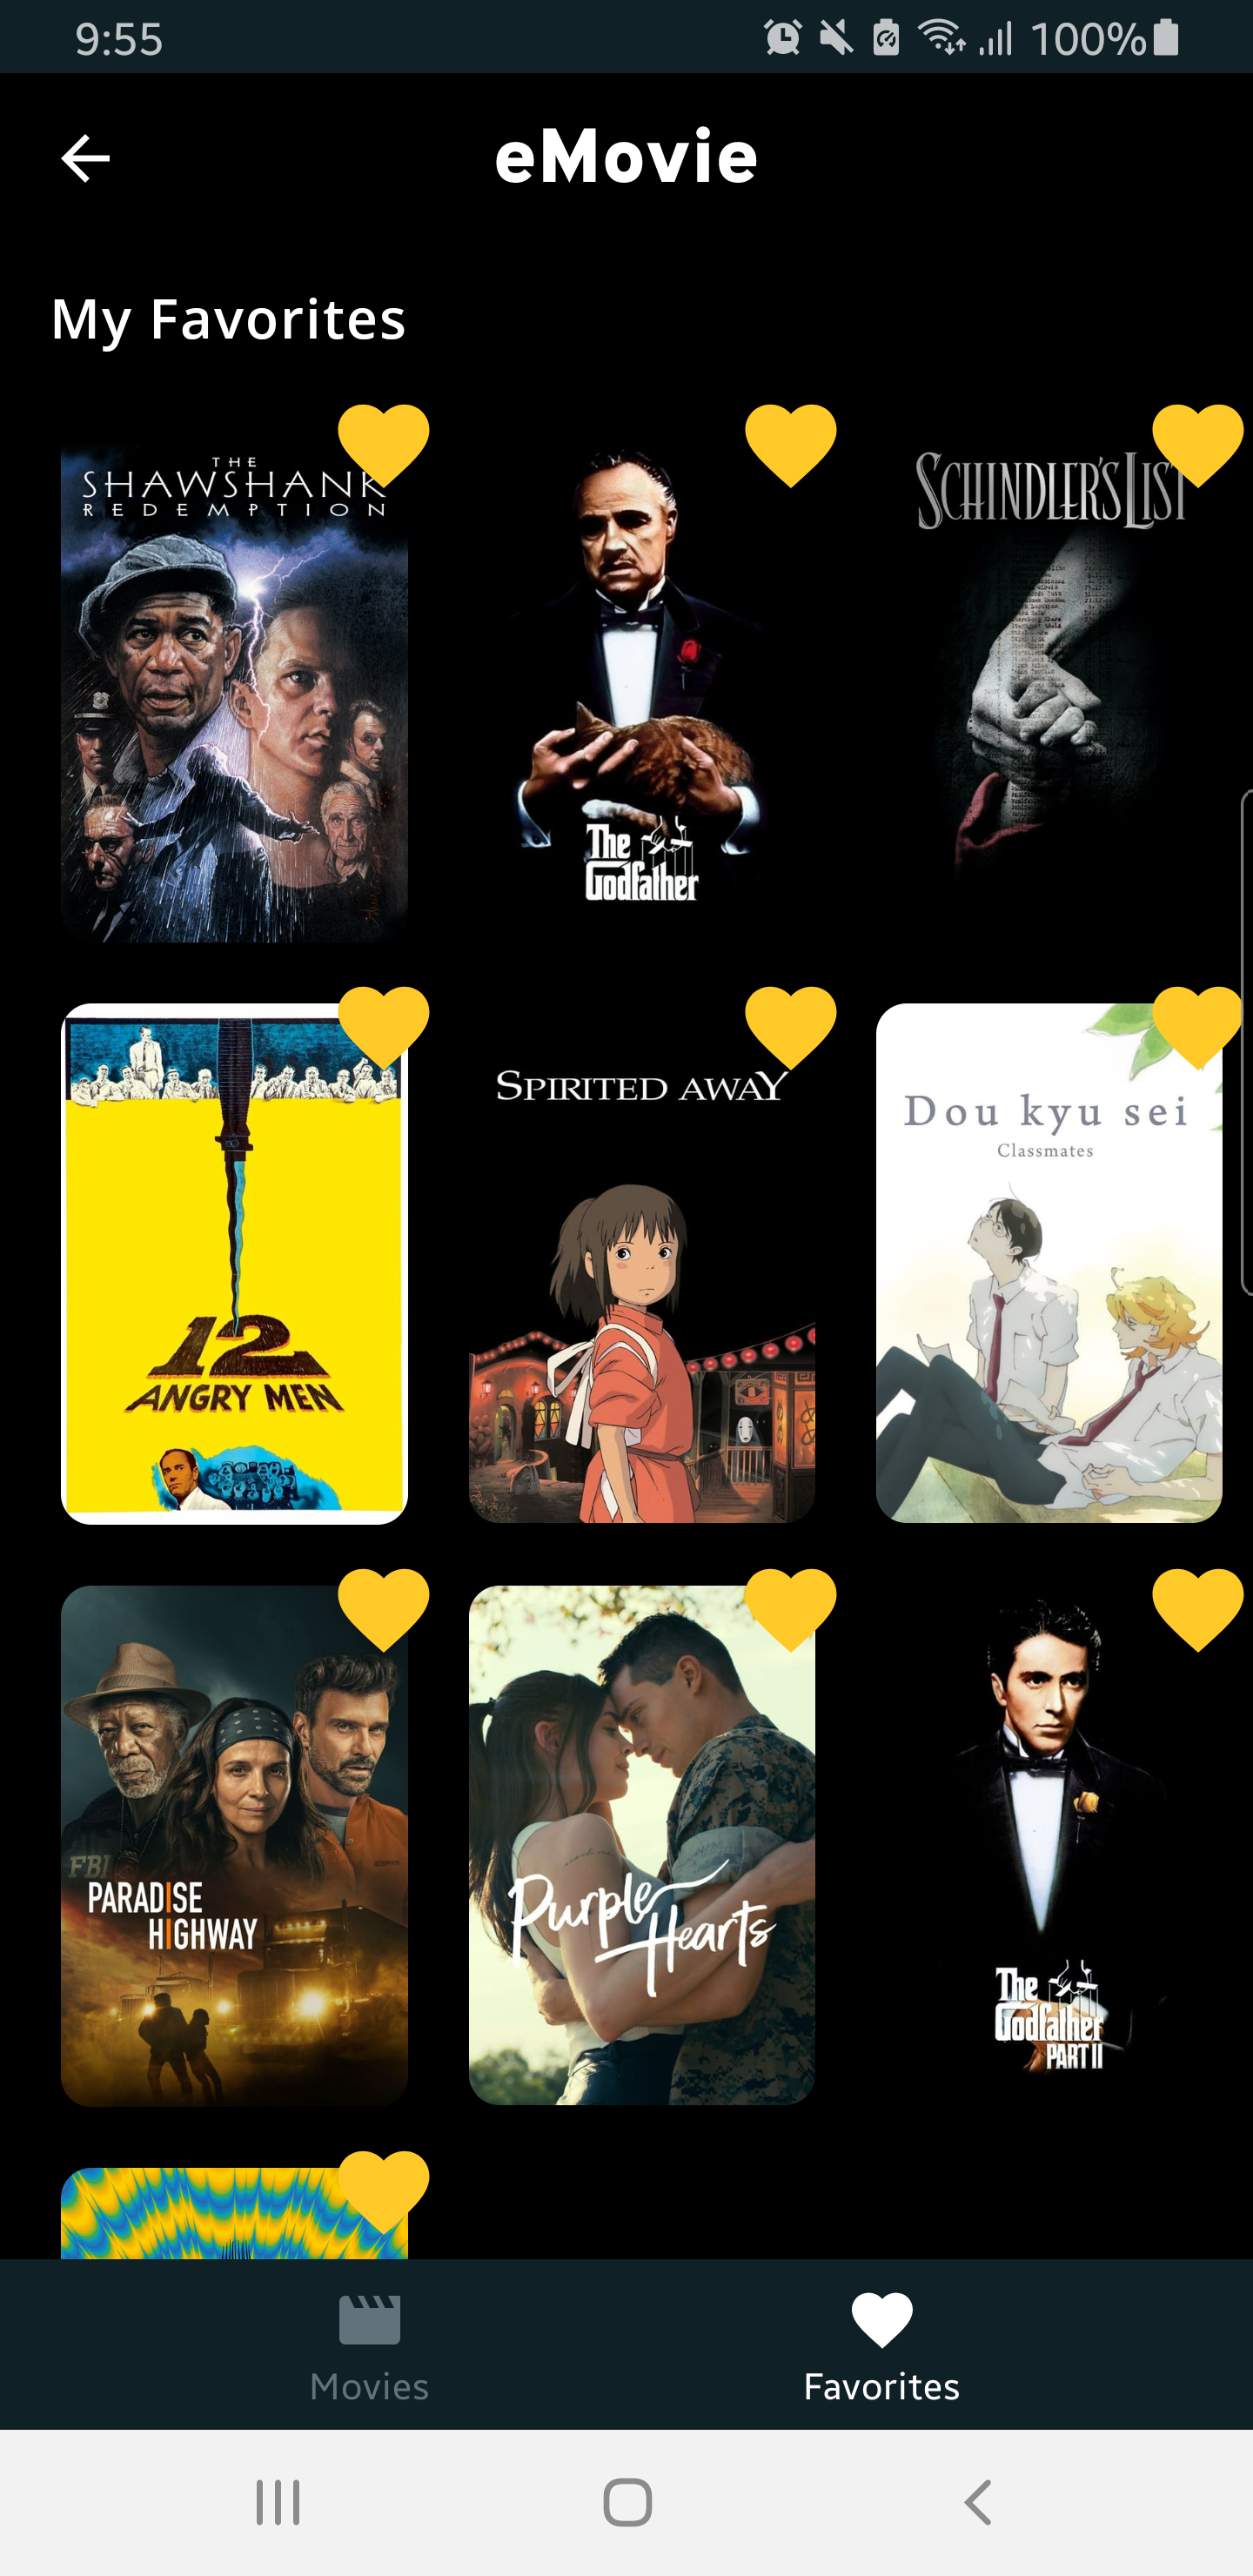 9:55
100%
eMovie
My Favorites
THE
SHAWSHANK
REDEMPTION
The
Godfather
SCHINDLER'S LIST
12
ANGRY MEN
SPIRITED AWAY
Dou kyu sei
Classmates
FBI
PARADISE
HIGHWAY
Purple
Hearts
The
Godfather
PART II
Movies
Favorites